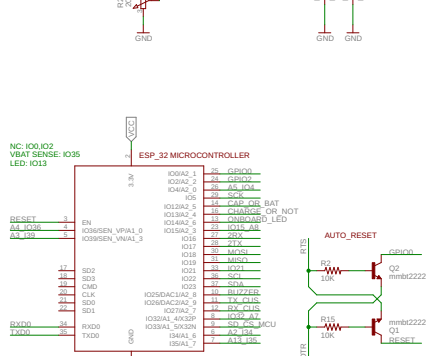 GND
GND
GND
VCC
NC: IO0,IO2
VBAT SENSE: IO35
LED: IO13
ESP_32 MICROCONTROLLER
2
3.3V
RESET 3 EN
A4_IO36 4 IO36/SEN_VP/A1_0
A3_I39 5 IO39/SEN_VN/A1_3
17 SD2
18 SD3
19 CMD
20 CLK
21 SD0
22 SD1
RXD0 34 RXD0
TXD0 35 TXD0
GND
IO0/A2_1 25 GPIO0
IO2/A2_2 24 GPIO2
IO4/A2_0 26 A5_IO4
IO5 29 SCK
IO12/A2_5 14 CAP_OR_BAT
IO13/A2_4 16 CHARGE_OR_NOT
IO14/A2_6 13 ONBOARD_LED
IO15/A2_3 23 IO15_A8
IO16 27 2RX
IO17 28 2TX
IO18 30 MOSI
IO19 31 MISO
IO21 33 IO21
IO22 36 SCL
IO23 37 SDA
IO25/DAC1/A2_8 10 BUZZER
IO26/DAC2/A2_9 11 TX_CUS
IO27/A2_7 12 RX_CUS
IO32/A1_4/X32P 8 IO32_A7
IO33/A1_5/X32N 9 SD_CS_MCU
I34/A1_6 6 A2_I34
I35/A1_7 7 A13_I35
AUTO_RESET
RTS
R2
10K
GPIO0
Q2
mmbt2222
R15
10K
mmbt2222
Q1
RESET
DTR